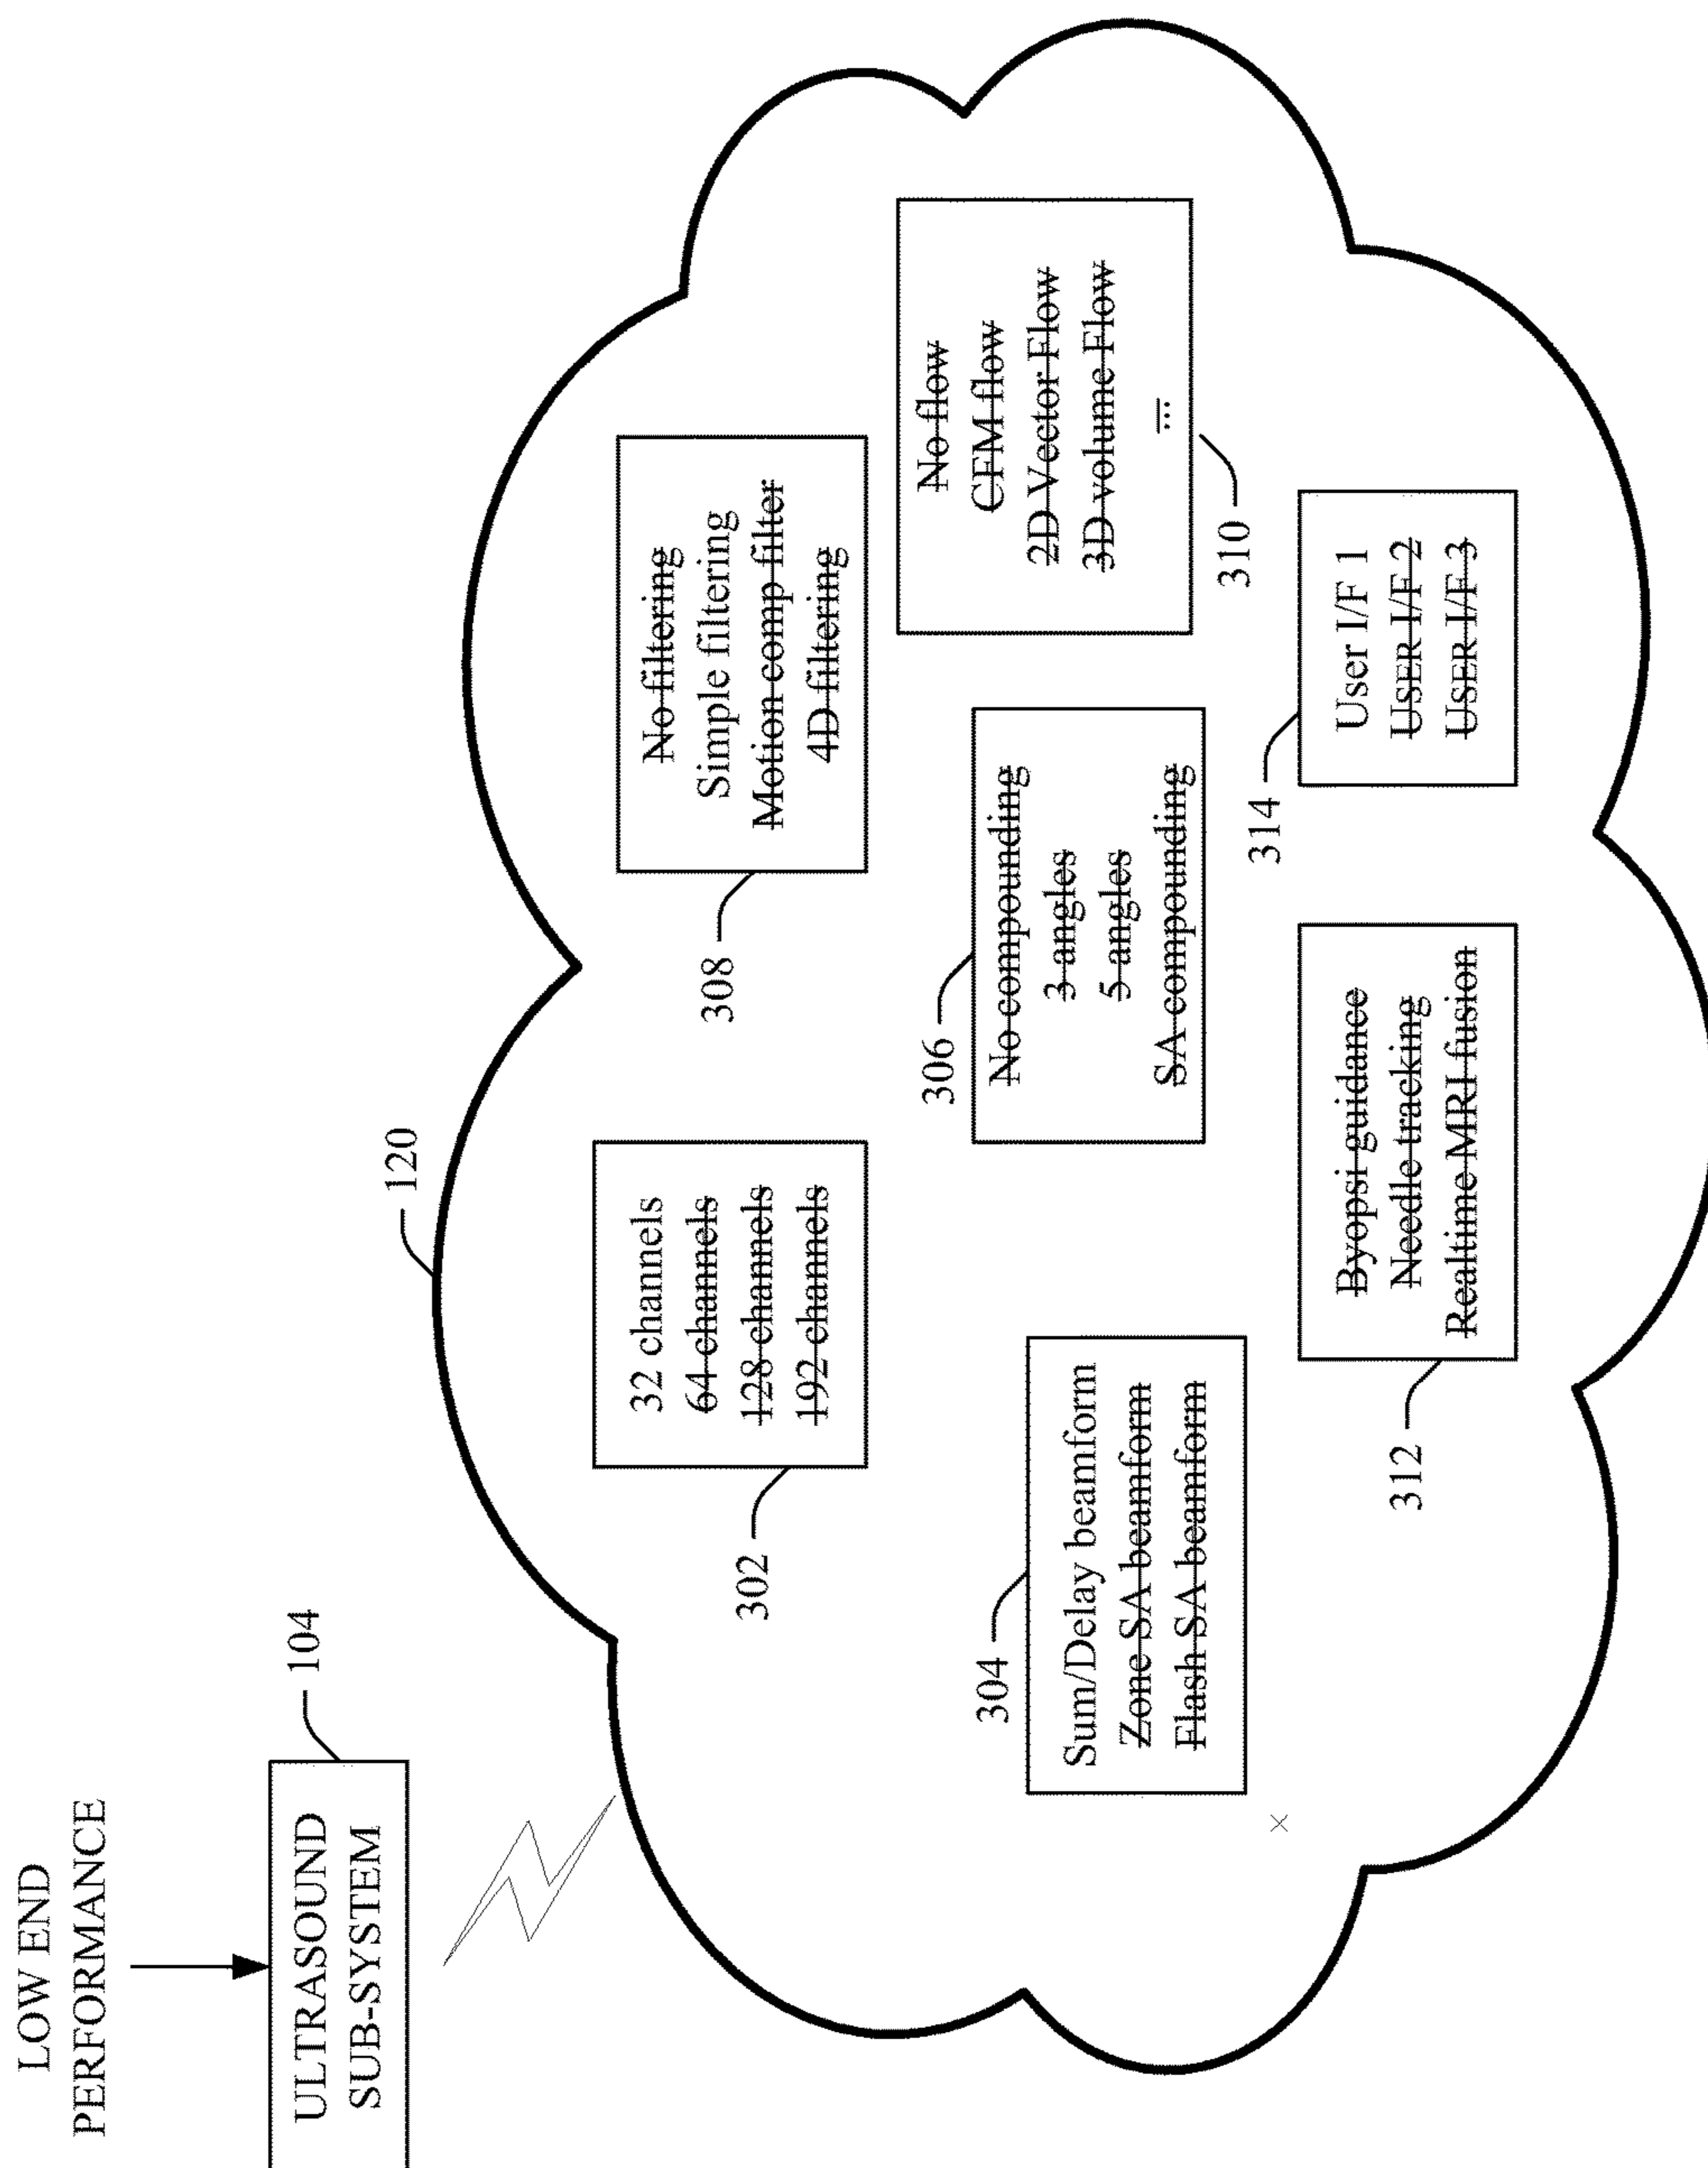 LOW END
PERFORMANCE
ULTRASOUND
SUB-SYSTEM
104
120
302
32 channels
64 channels
128 channels
192 channels
308
No filtering
Simple filtering
Motion comp filter
4D filtering
304
Sum/Delay beamform
Zone SA beamform
Flash SA beamform
306
No compounding
3 angles
5 angles
SA compounding
310
No flow
CFM flow
2D Vector Flow
3D volume Flow
...
312
Byopsi guidance
Needle tracking
Realtime MRI fusion
314
User I/F 1
USER I/F 2
USER I/F 3